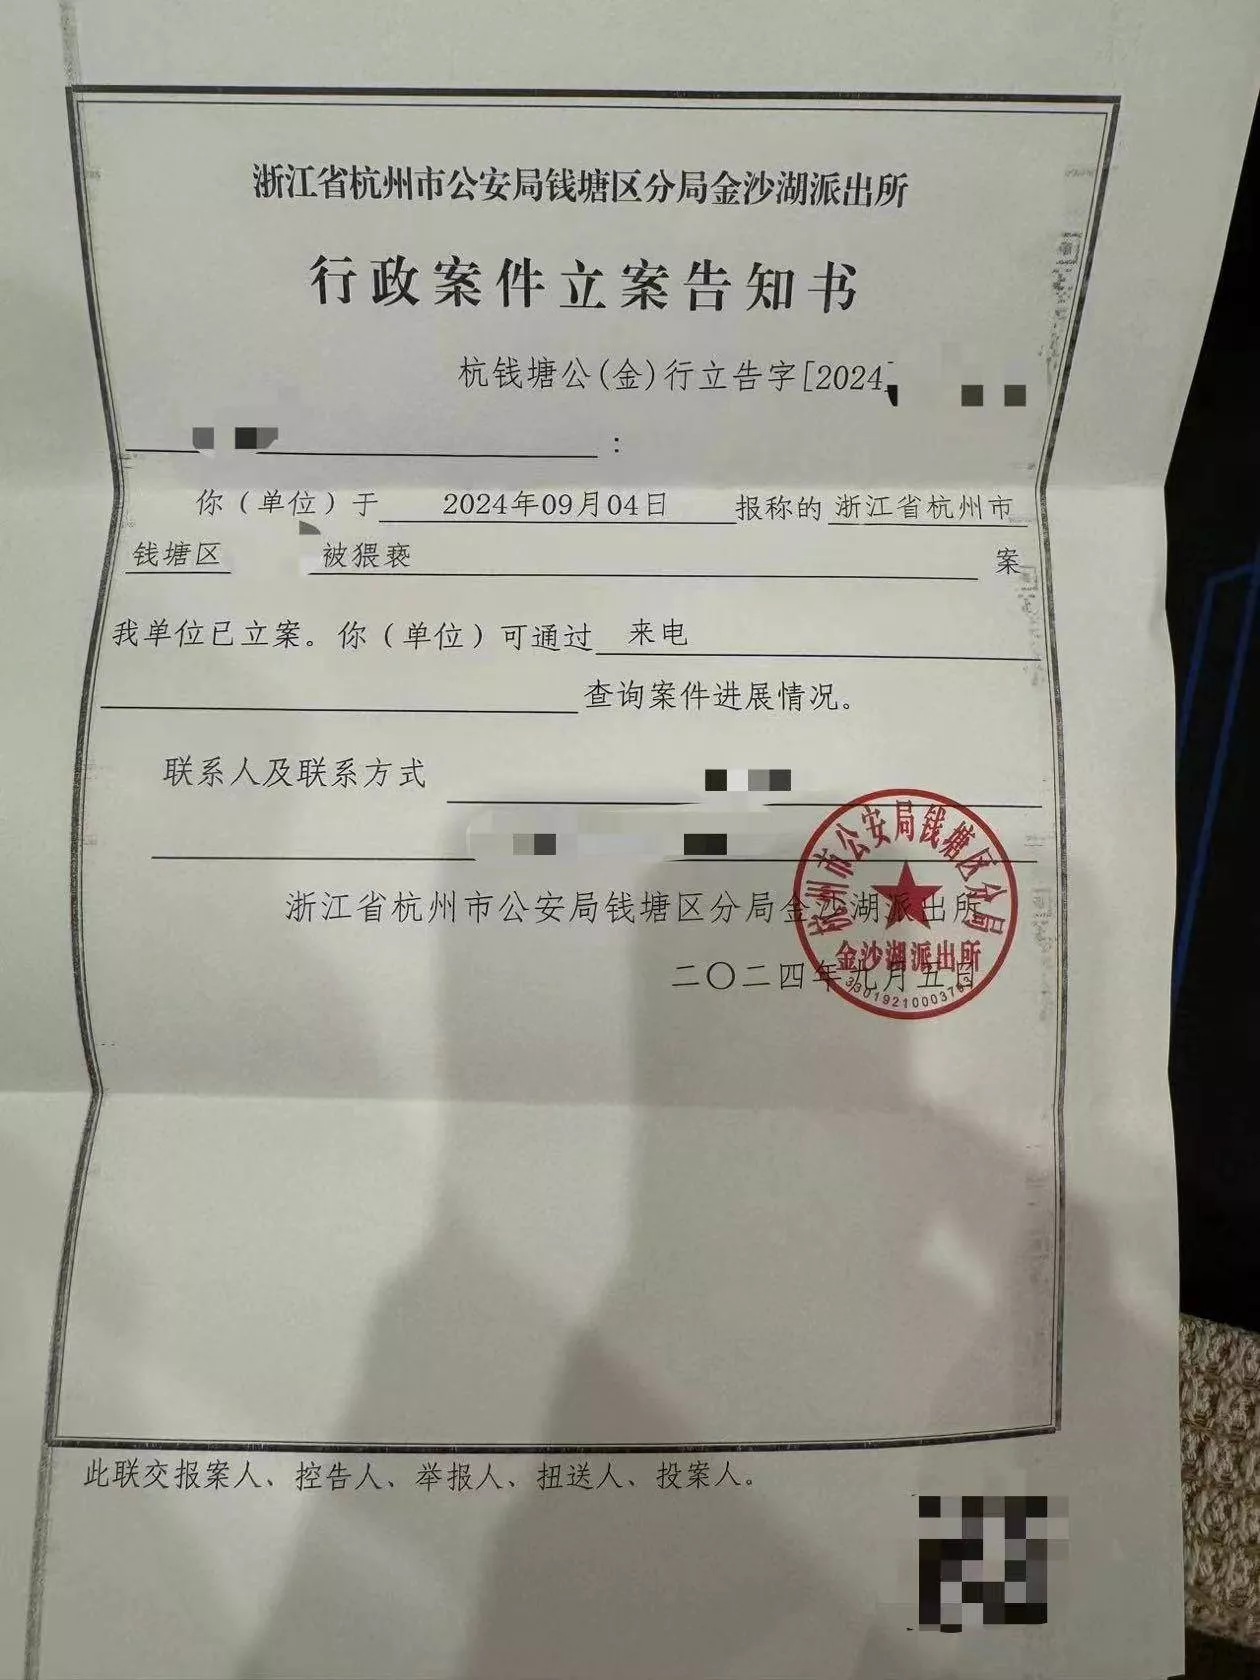 浙江省杭州市公安局钱塘区分局金沙湖派出所
行政案件立案告知书
杭钱塘公(金)行立告字[2024]
：
你（单位）于 2024年09月04日 报称的 浙江省杭州市
钱塘区 被猥亵 案
我单位已立案。你（单位）可通过 来电
查询案件进展情况。
联系人及联系方式
浙江省杭州市公安局钱塘区分局金沙湖派出所
二〇二四年九月五日
杭州市公安局钱塘区分局
金沙湖派出所
此联交报案人、控告人、举报人、扭送人、投案人。